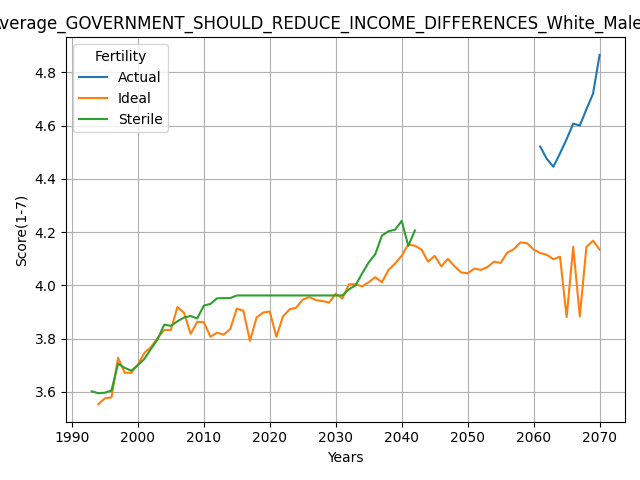 verage_GOVERNMENT_SHOULD_REDUCE_INCOME_DIFFERENCES_White_Male
Fertility
Actual
Ideal
Sterile
Score(1-7)
4.8
4.6
4.4
4.2
4.0
3.8
3.6
1990 2000 2010 2020 2030 2040 2050 2060 2070
Years